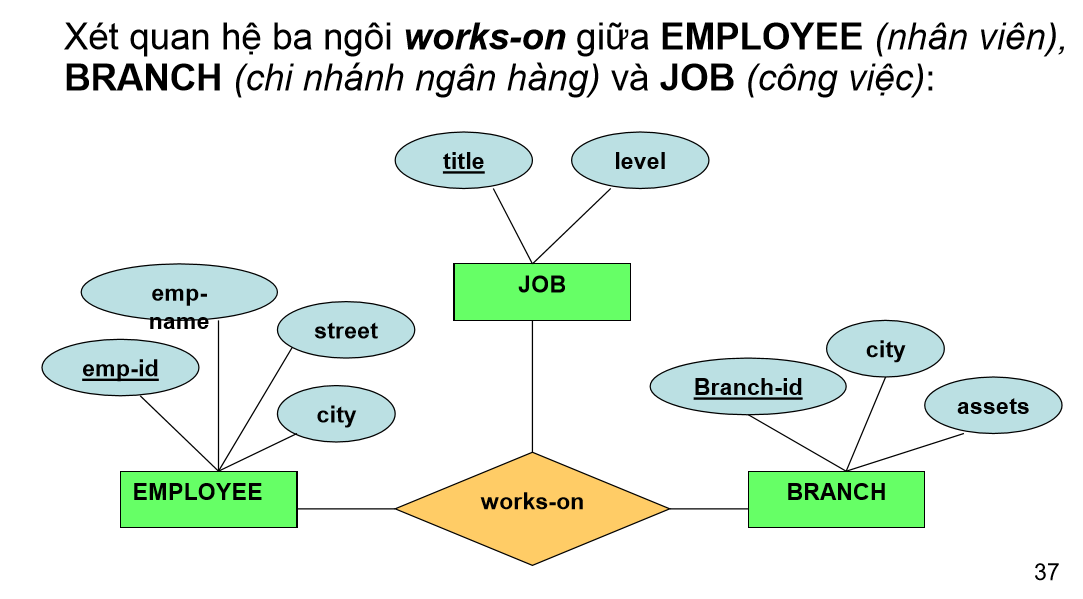 Xét quan hệ ba ngôi works-on giữa EMPLOYEE (nhân viên),
BRANCH (chi nhánh ngân hàng) và JOB (công việc):
title
level
JOB
emp-
name
street
emp-id
city
city
Branch-id
assets
EMPLOYEE
works-on
BRANCH
37